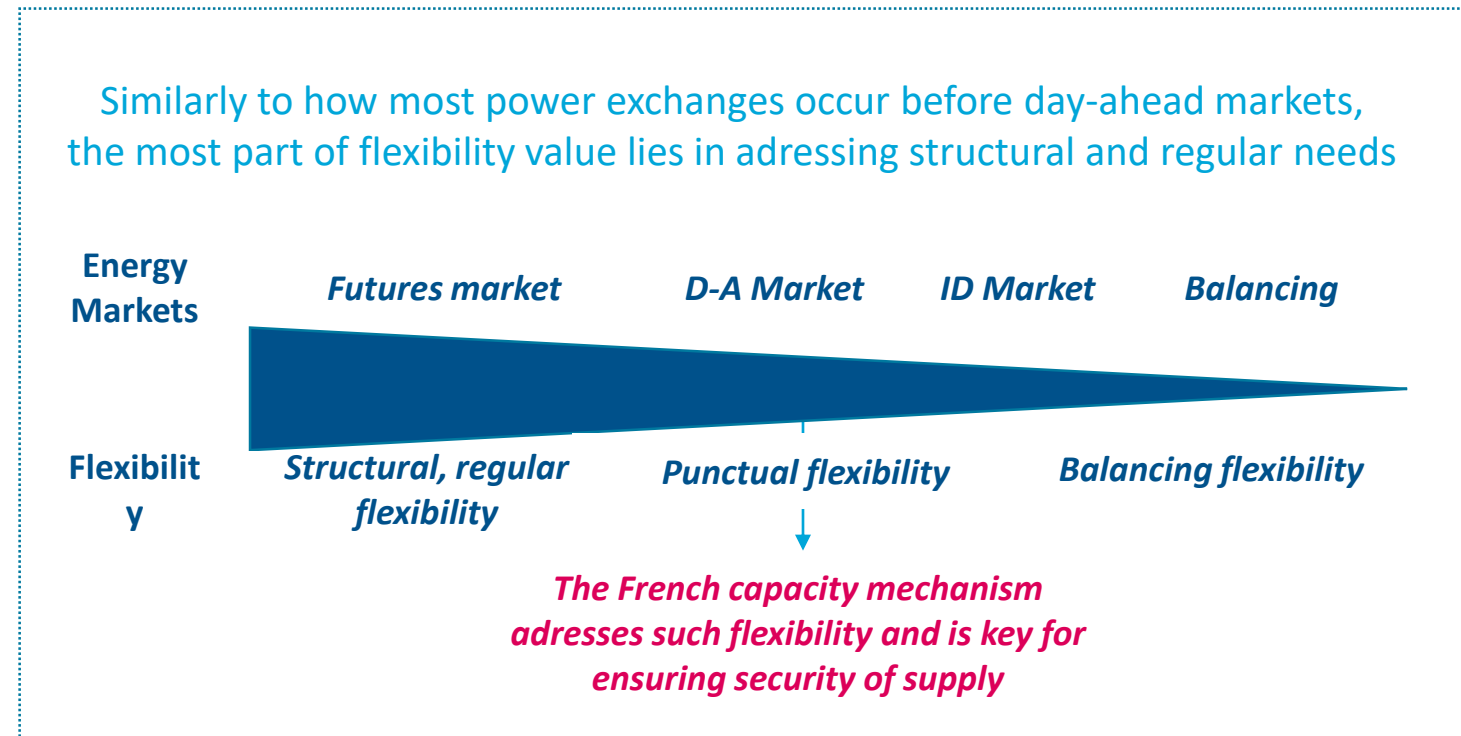 Similarly to how most power exchanges occur before day-ahead markets,
the most part of flexibility value lies in adressing structural and regular needs
Energy
Markets
Futures market
D-A Market
ID Market
Balancing
Flexibilit
y
Structural, regular
flexibility
Punctual flexibility
Balancing flexibility
The French capacity mechanism
adresses such flexibility and is key for
ensuring security of supply